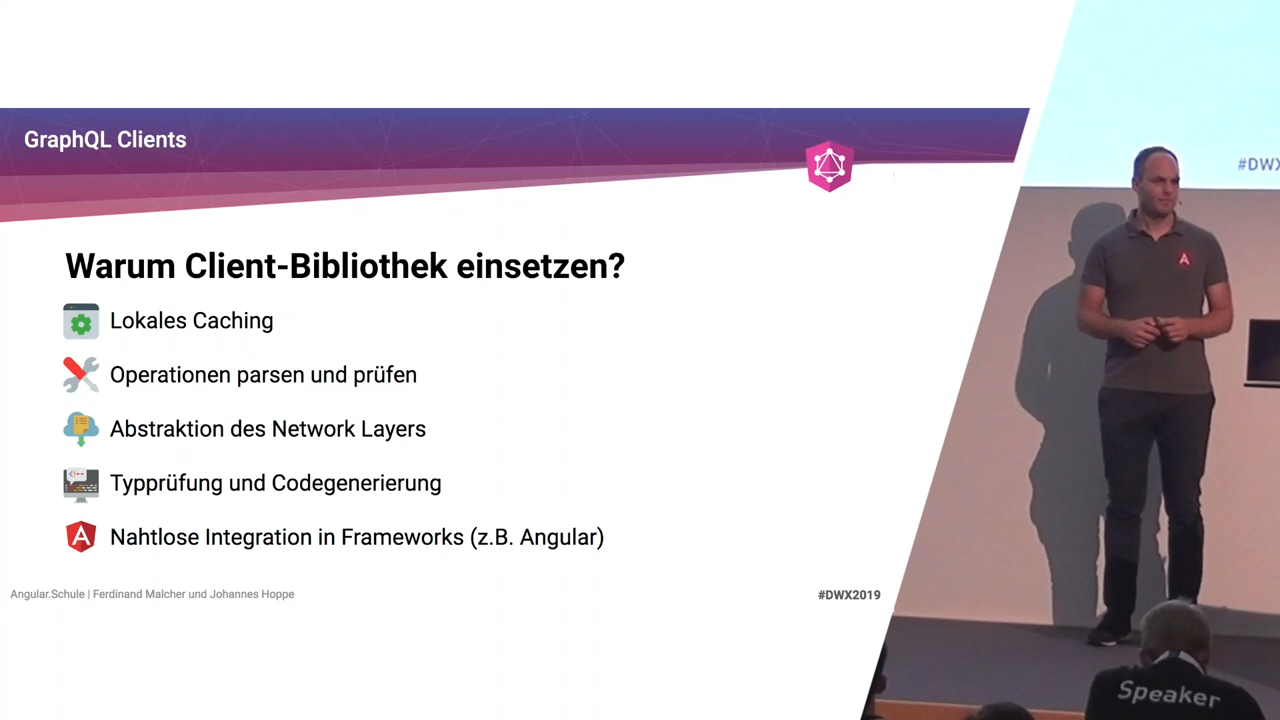 GraphQL Clients
Warum Client-Bibliothek einsetzen?
Lokales Caching
Operationen parsen und prüfen
Abstraktion des Network Layers
Typprüfung und Codegenerierung
Nahtlose Integration in Frameworks (z.B. Angular)
Angular.Schule | Ferdinand Malcher und Johannes Hoppe
#DWX2019
#DWX
Speaker